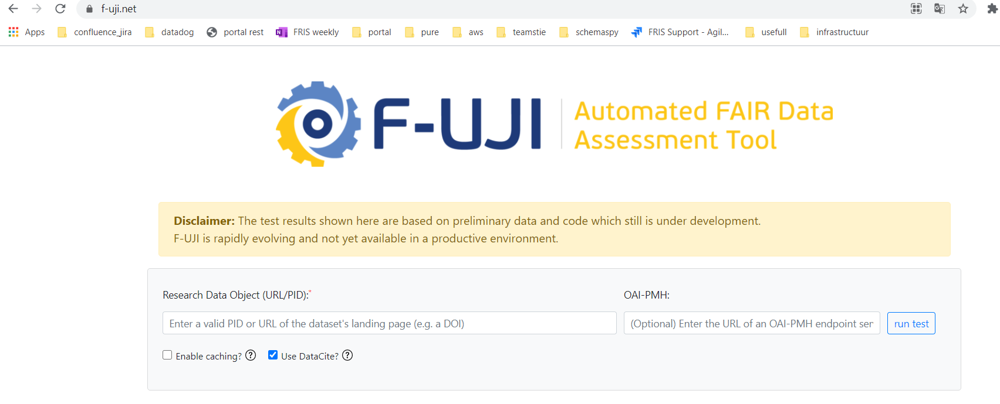 f-uji.net
Apps confluence_jira datadog portal rest FRIS weekly portal pure aws teamstie schemaspy FRIS Support - Agil... usefull infrastructuur
F-UJI
Automated FAIR Data
Assessment Tool
Disclaimer: The test results shown here are based on preliminary data and code which still is under development.
F-UJI is rapidly evolving and not yet available in a productive environment.
Research Data Object (URL/PID):* OAI-PMH:
Enter a valid PID or URL of the dataset's landing page (e.g. a DOI) (Optional) Enter the URL of an OAI-PMH endpoint ser run test
Enable caching? ? Use DataCite? ?